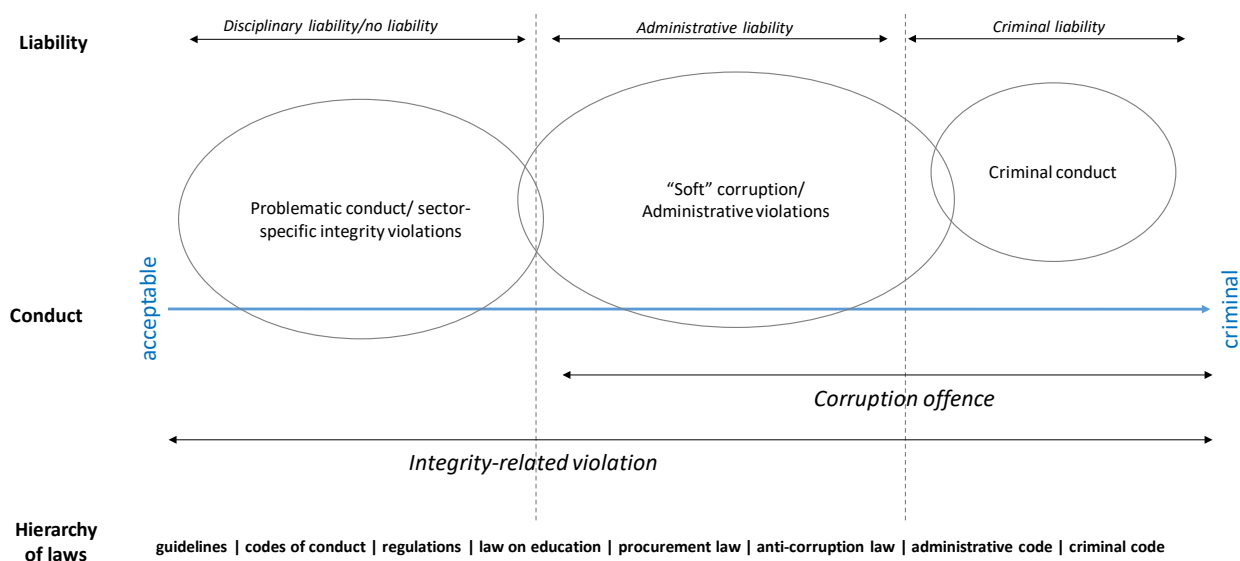 Disciplinary liability/no liability
Administrative liability
Criminal liability
Liability
Problematic conduct/ sector-
specific integrity violations
“Soft” corruption/
Administrative violations
Criminal conduct
acceptable
criminal
Conduct
Corruption offence
Integrity-related violation
Hierarchy
of laws
guidelines | codes of conduct | regulations | law on education | procurement law | anti-corruption law | administrative code | criminal code